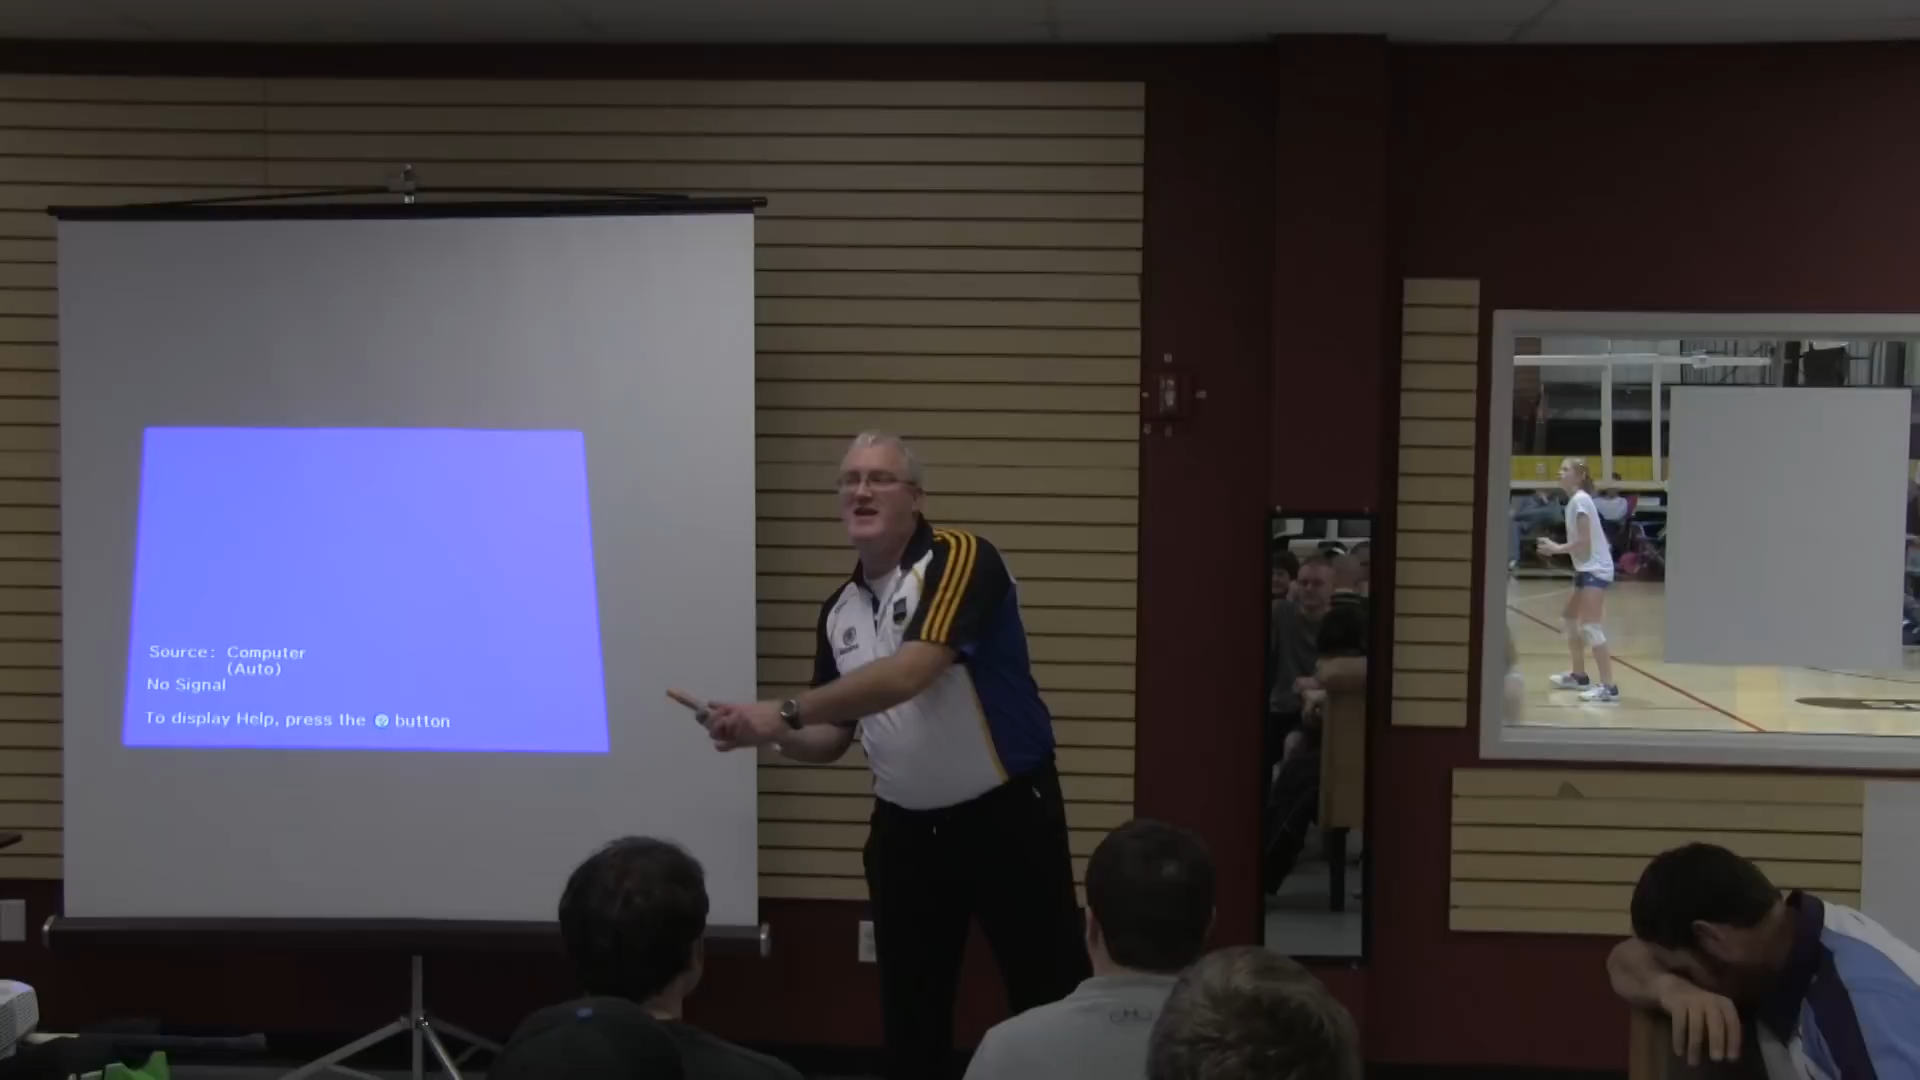 Source: Computer
(Auto)
No Signal
To display Help, press the button